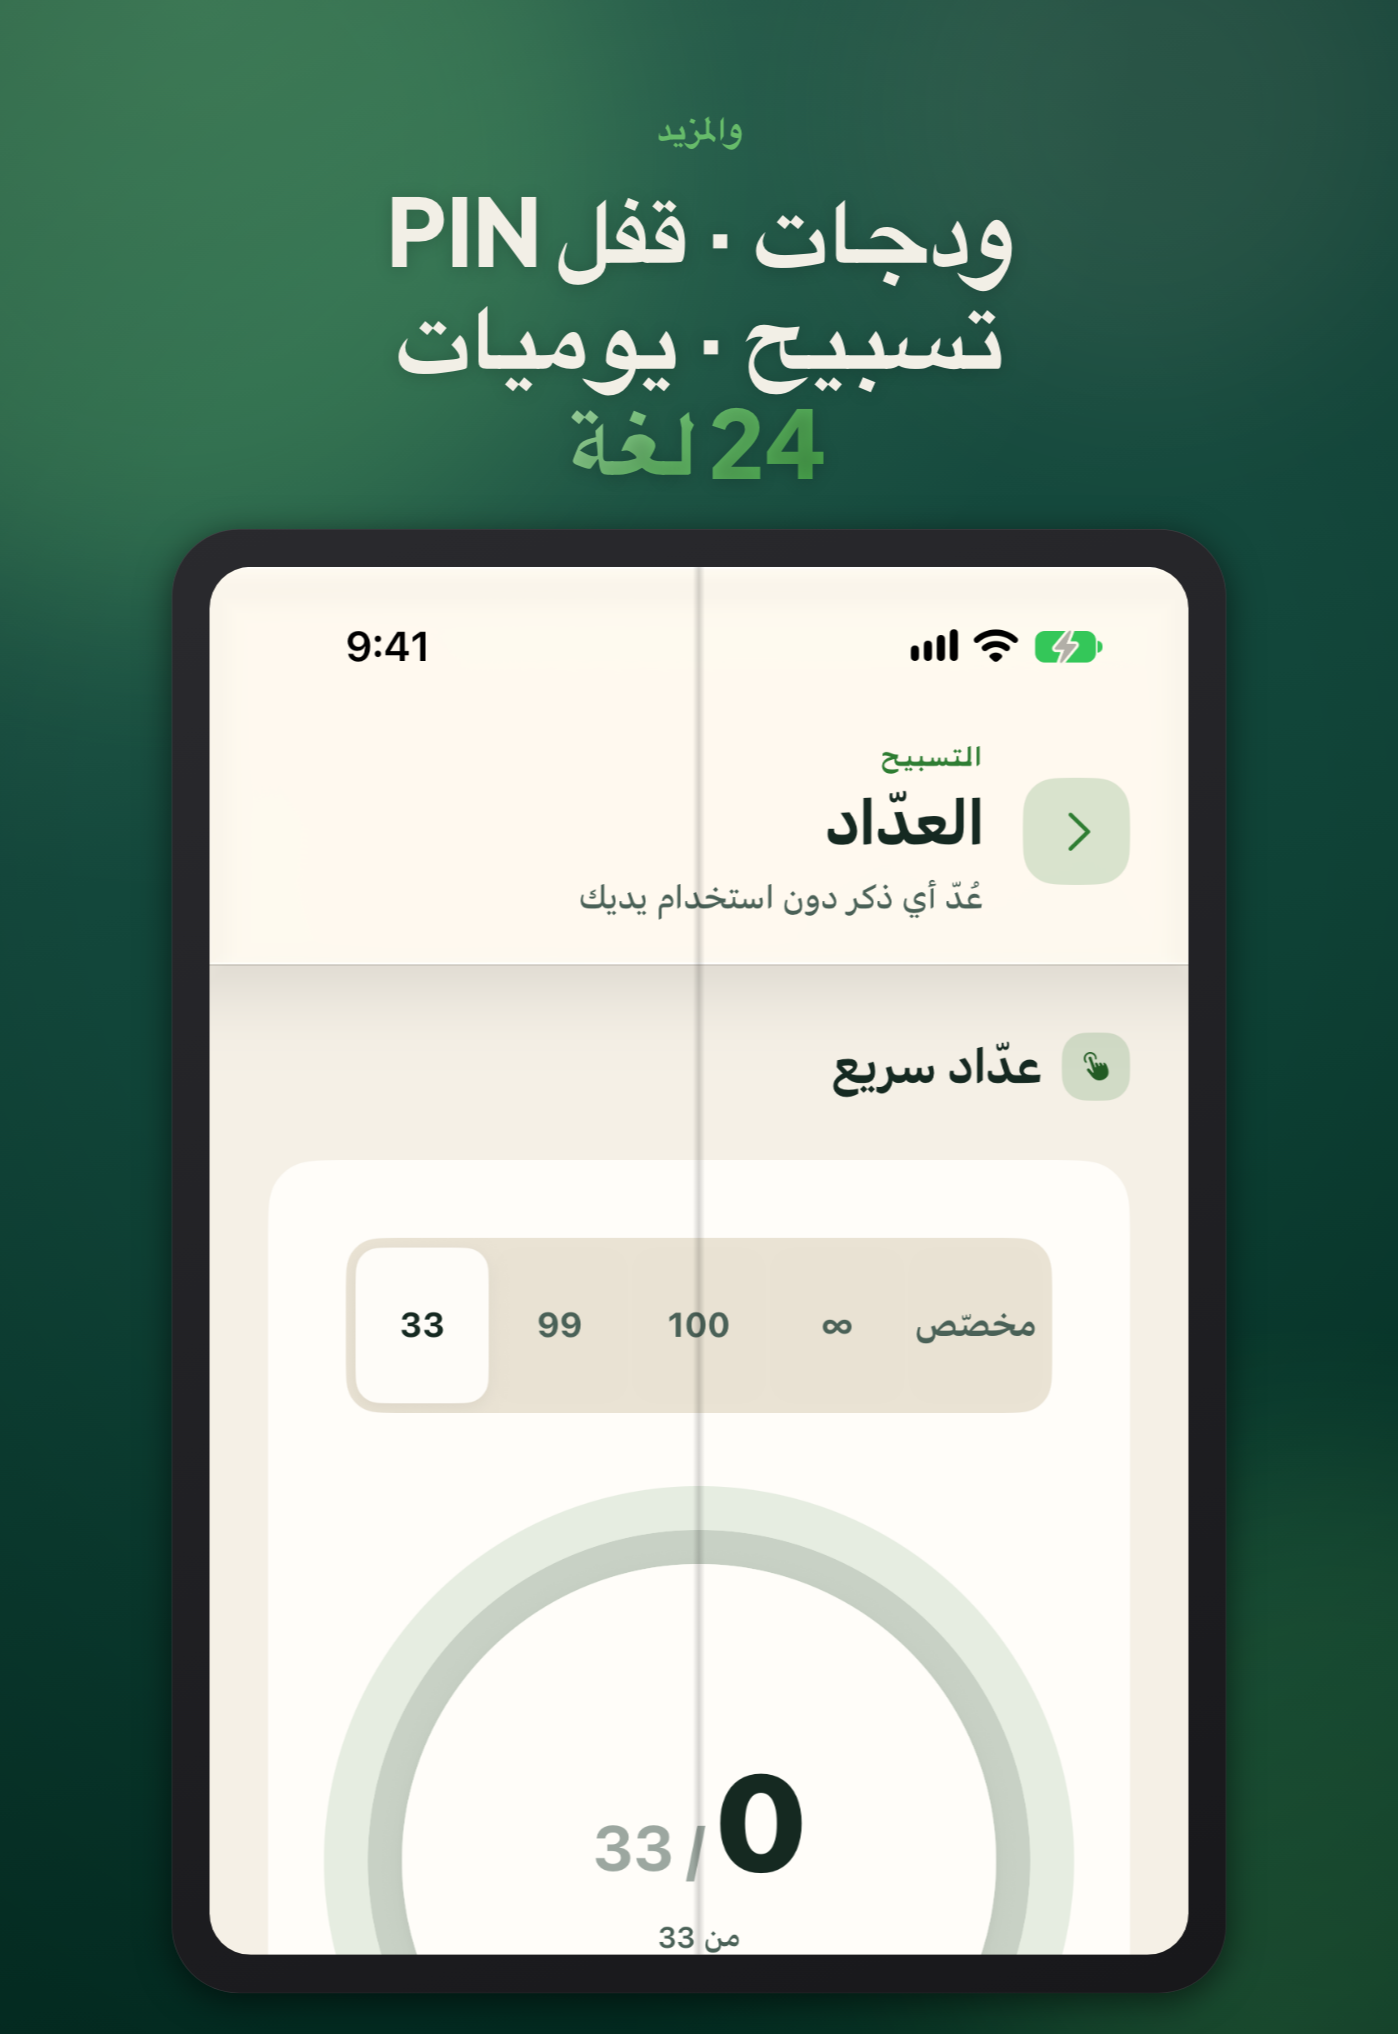 والمزيد
ودجات · قفل PIN
تسبيح · يوميات
24 لغة
9:41
التسبيح
العدّاد
عُدّ أي ذكر دون استخدام يديك
عدّاد سريع
33 99 100 ∞ مخصّص
0/33
من 33